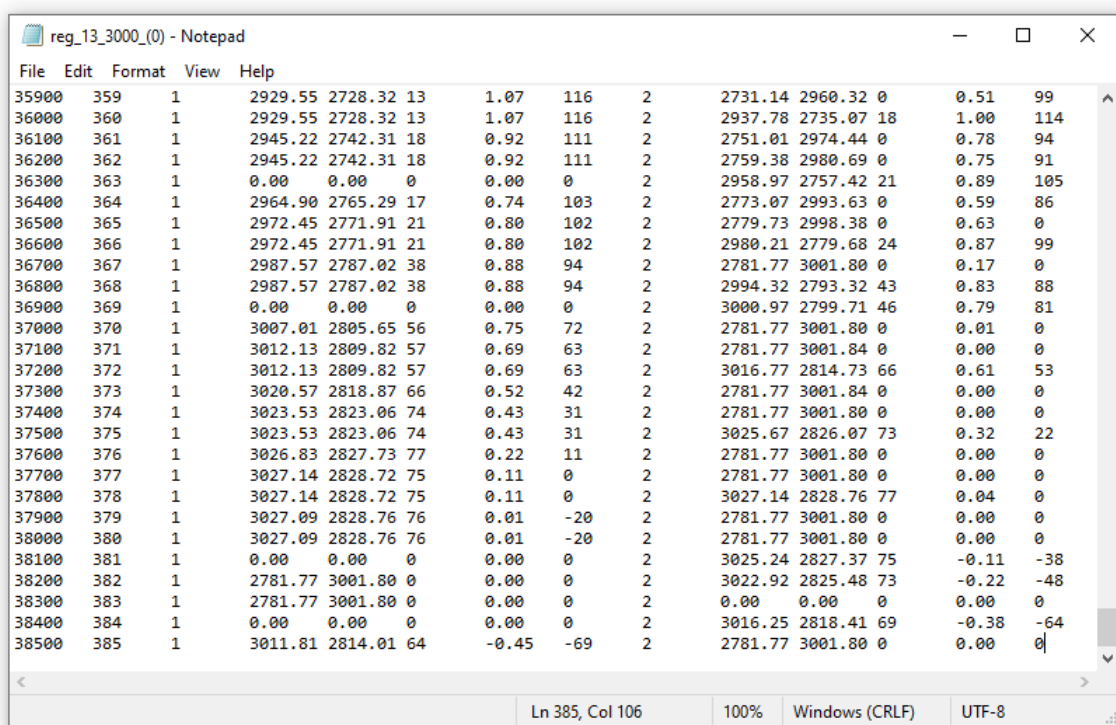 reg_13_3000_(0) - Notepad
File Edit Format View Help
35900 359 1 2929.55 2728.32 13 1.07 116 2 2731.14 2960.32 0 0.51 99
36000 360 1 2929.55 2728.32 13 1.07 116 2 2937.78 2735.07 18 1.00 114
36100 361 1 2945.22 2742.31 18 0.92 111 2 2751.01 2974.44 0 0.78 94
36200 362 1 2945.22 2742.31 18 0.92 111 2 2759.38 2980.69 0 0.75 91
36300 363 1 0.00 0.00 0 0.00 0 2 2958.97 2757.42 21 0.89 105
36400 364 1 2964.90 2765.29 17 0.74 103 2 2773.07 2993.63 0 0.59 86
36500 365 1 2972.45 2771.91 21 0.80 102 2 2779.73 2998.38 0 0.63 0
36600 366 1 2972.45 2771.91 21 0.80 102 2 2980.21 2779.68 24 0.87 99
36700 367 1 2987.57 2787.02 38 0.88 94 2 2781.77 3001.80 0 0.17 0
36800 368 1 2987.57 2787.02 38 0.88 94 2 2994.32 2793.32 43 0.83 88
36900 369 1 0.00 0.00 0 0.00 0 2 3000.97 2799.71 46 0.79 81
37000 370 1 3007.01 2805.65 56 0.75 72 2 2781.77 3001.80 0 0.01 0
37100 371 1 3012.13 2809.82 57 0.69 63 2 2781.77 3001.84 0 0.00 0
37200 372 1 3012.13 2809.82 57 0.69 63 2 3016.77 2814.73 66 0.61 53
37300 373 1 3020.57 2818.87 66 0.52 42 2 2781.77 3001.84 0 0.00 0
37400 374 1 3023.53 2823.06 74 0.43 31 2 2781.77 3001.80 0 0.00 0
37500 375 1 3023.53 2823.06 74 0.43 31 2 3025.67 2826.07 73 0.32 22
37600 376 1 3026.83 2827.73 77 0.22 11 2 2781.77 3001.80 0 0.00 0
37700 377 1 3027.14 2828.72 75 0.11 0 2 2781.77 3001.80 0 0.00 0
37800 378 1 3027.14 2828.72 75 0.11 0 2 3027.14 2828.76 77 0.04 0
37900 379 1 3027.09 2828.76 76 0.01 -20 2 2781.77 3001.80 0 0.00 0
38000 380 1 3027.09 2828.76 76 0.01 -20 2 2781.77 3001.80 0 0.00 0
38100 381 1 0.00 0.00 0 0.00 0 2 3025.24 2827.37 75 -0.11 -38
38200 382 1 2781.77 3001.80 0 0.00 0 2 3022.92 2825.48 73 -0.22 -48
38300 383 1 2781.77 3001.80 0 0.00 0 2 0.00 0.00 0 0.00 0
38400 384 1 0.00 0.00 0 0.00 0 2 3016.25 2818.41 69 -0.38 -64
38500 385 1 3011.81 2814.01 64 -0.45 -69 2 2781.77 3001.80 0 0.00 0
Ln 385, Col 106 100% Windows (CRLF) UTF-8